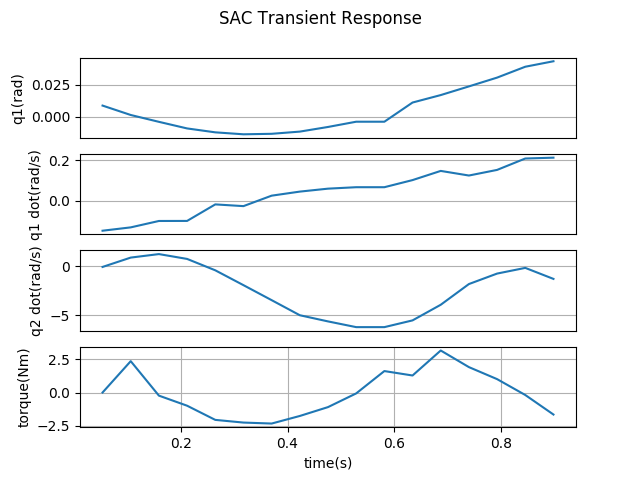 SAC Transient Response
q1(rad)
0.025
0.000
q1 dot(rad/s)
0.2
0.0
q2 dot(rad/s)
0
−5
torque(Nm)
2.5
0.0
−2.5
0.2 0.4 0.6 0.8
time(s)